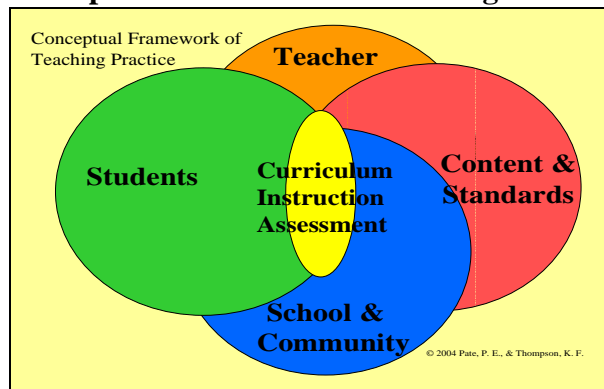 Conceptual Framework of
Teaching Practice
Teacher
Students
Curriculum
Instruction
Assessment
Content &
Standards
School &
Community
© 2004 Pate, P. E., & Thompson, K. F.